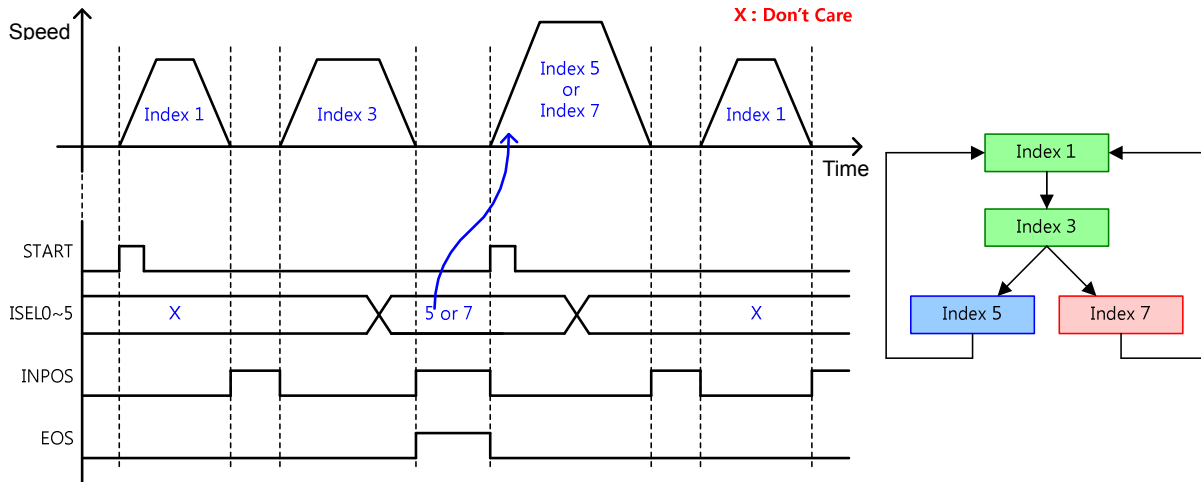 X : Don't Care
Speed
Index 1
Index 3
Index 5
or
Index 7
Index 1
Time
START
ISEL0~5
X
5 or 7
X
INPOS
EOS
Index 1
Index 3
Index 5
Index 7